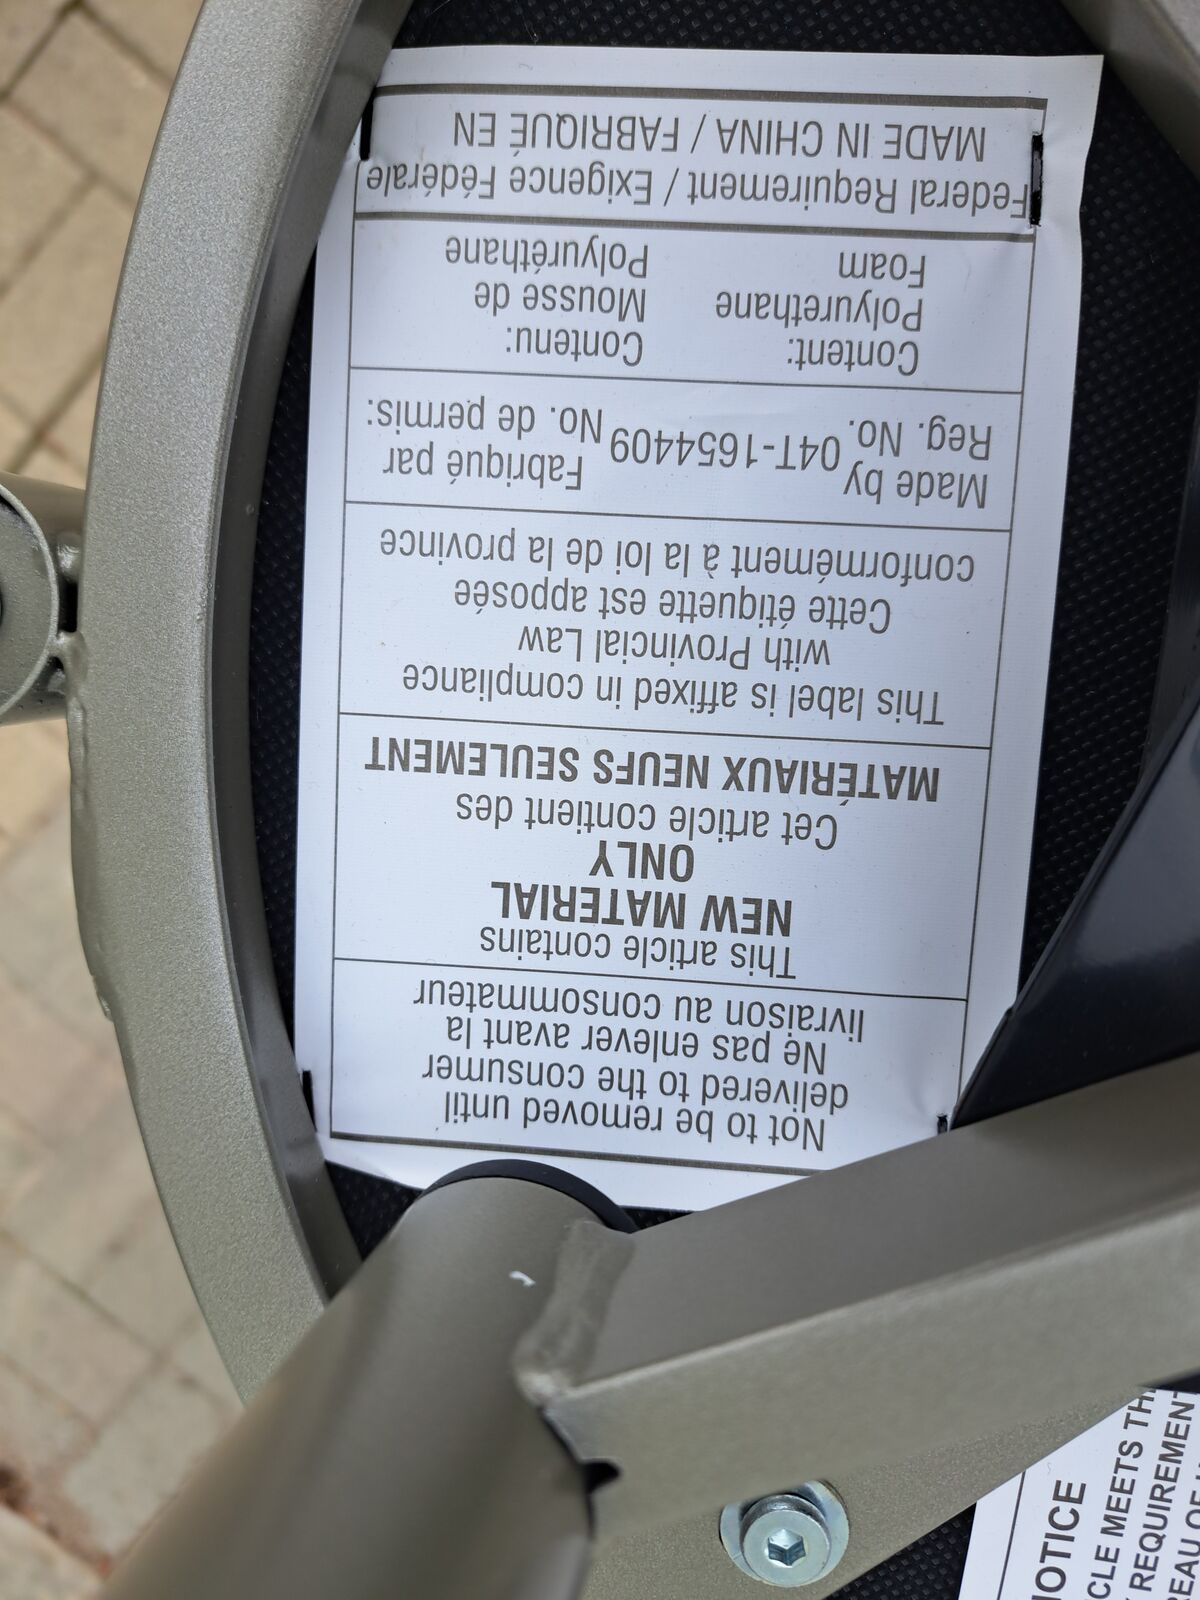 Not to be removed until
delivered to the consumer
Ne pas enlever avant la
livraison au consommateur
This article contains
NEW MATERIAL
ONLY
Cet article contient des
MATÉRIAUX NEUFS SEULEMENT
This label is affixed in compliance
with Provincial Law
Cette étiquette est apposée
conformément à la loi de la province
Made by Fabriqué par
Reg. No. 04T-1654409 No. de permis:
Content: Contenu:
Polyurethane Mousse de
Foam Polyuréthane
Federal Requirement / Exigence Fédérale
MADE IN CHINA / FABRIQUÉ EN
MEETS
REQUIREMENT
OF